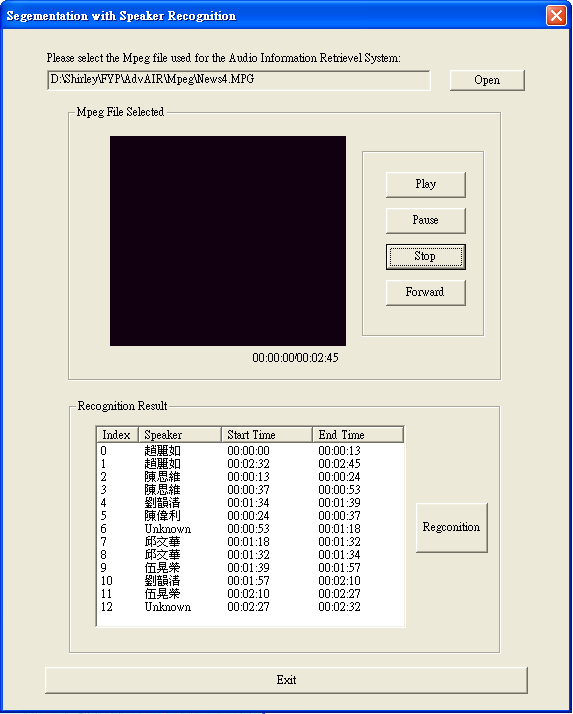 Segementation with Speaker Recognition
Please select the Mpeg file used for the Audio Information Retrievel System:
D:\Shirley\FYP\AdvAIR\Mpeg\News4.MPG
Open
Mpeg File Selected
Play
Pause
Stop
Forward
00:00:00/00:02:45
Recognition Result
Index Speaker Start Time End Time
0 趙麗如 00:00:00 00:00:13
1 趙麗如 00:02:32 00:02:45
2 陳思維 00:00:13 00:00:24
3 陳思維 00:00:37 00:00:53
4 劉韻濤 00:01:34 00:01:39
5 陳偉利 00:00:24 00:00:37
6 Unknown 00:00:53 00:01:18
7 邱文華 00:01:18 00:01:32
8 邱文華 00:01:32 00:01:34
9 伍晃榮 00:01:39 00:01:57
10 劉韻濤 00:01:57 00:02:10
11 伍晃榮 00:02:10 00:02:27
12 Unknown 00:02:27 00:02:32
Regconition
Exit